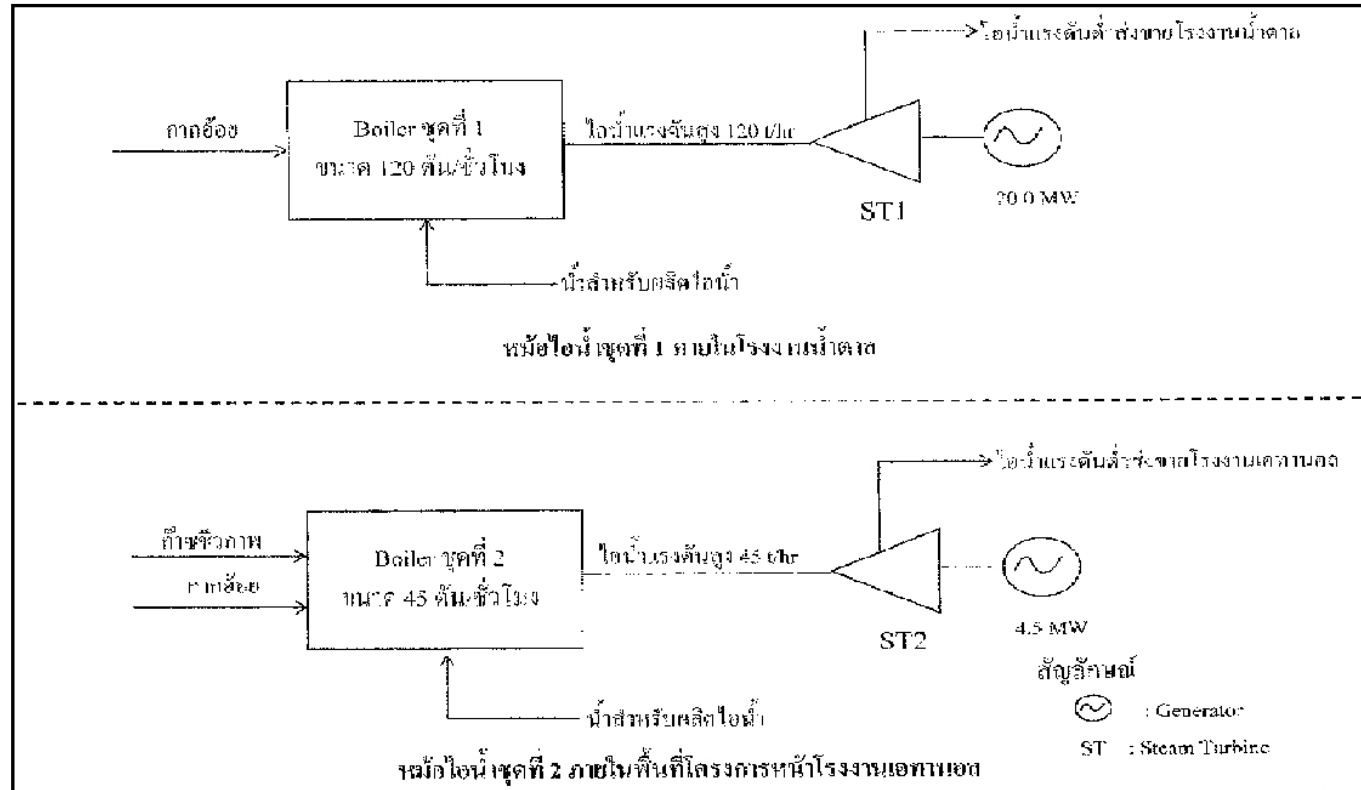 ไอน้ำแรงดันต่ำส่งขายโรงงานน้ำตาล
กากอ้อย
Boiler ชุดที่ 1
ขนาด 120 ตัน/ชั่วโมง
ไอน้ำแรงดันสูง 120 t/hr
ST1
20.0 MW
น้ำสำหรับผลิตไอน้ำ
หม้อไอน้ำชุดที่ 1 ภายในโรงงานน้ำตาล
ไอน้ำแรงดันต่ำส่งขายโรงงานเอทานอล
ก๊าซชีวภาพ
กากอ้อย
Boiler ชุดที่ 2
ขนาด 45 ตัน/ชั่วโมง
ไอน้ำแรงดันสูง 45 t/hr
ST2
4.5 MW
สัญลักษณ์
: Generator
ST : Steam Turbine
น้ำสำหรับผลิตไอน้ำ
หม้อไอน้ำชุดที่ 2 ภายในพื้นที่โครงการหน้าโรงงานเอทานอล